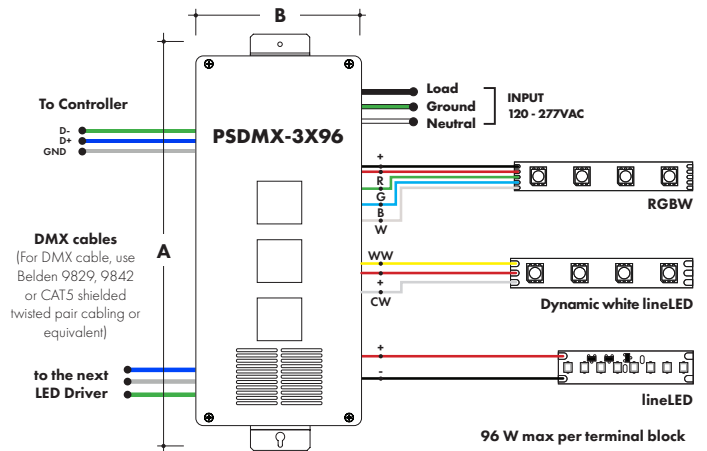 B
To Controller
D-
D+
GND
PSDMX-3X96
Load
Ground
Neutral
INPUT
120 - 277VAC
+
R
G
B
W
RGBW
DMX cables
(For DMX cable, use
Belden 9829, 9842
or CAT5 shielded
twisted pair cabling or
equivalent)
A
WW
+
CW
Dynamic white lineLED
to the next
LED Driver
+
-
lineLED
96 W max per terminal block